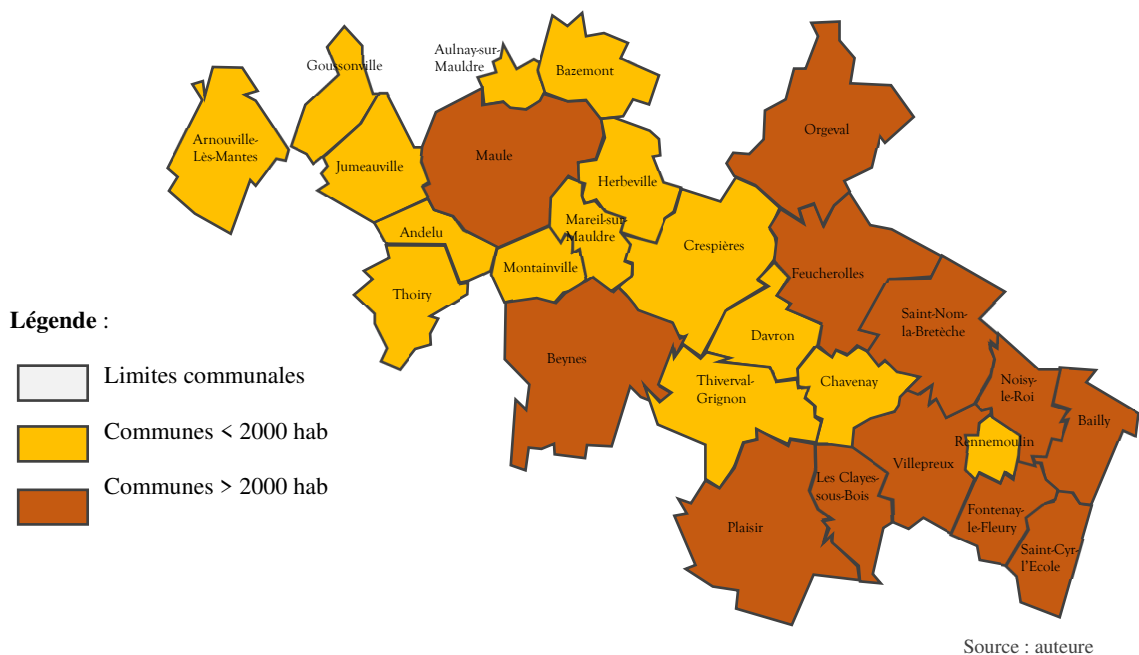 Aulnay-sur-
Mauldre
Goussonville
Bazemont
Arnouville-
Lès-Mantes
Jumeauville
Maule
Orgeval
Herbeville
Andelu
Mareil-sur-
Mauldre
Crespières
Montainville
Feucherolles
Thoiry
Légende :
Limites communales
Communes < 2000 hab
Communes > 2000 hab
Saint-Nom-
la-Bretèche
Davron
Beynes
Thiverval-
Grignon
Chavenay
Noisy-
le-Roi
Bailly
Rennemoulin
Villepreux
Les Clayes-
sous-Bois
Plaisir
Fontenay-
le-Fleury
Saint-Cyr-
l'Ecole
Source : auteure